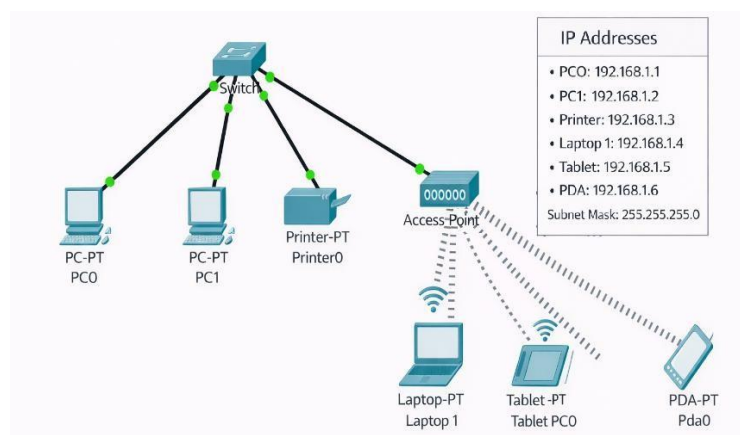 Switch
IP Addresses
• PCO: 192.168.1.1
• PC1: 192.168.1.2
• Printer: 192.168.1.3
• Laptop 1: 192.168.1.4
• Tablet: 192.168.1.5
• PDA: 192.168.1.6
Subnet Mask: 255.255.255.0
PC-PT
PC0
PC-PT
PC1
Printer-PT
Printer0
Access Point
Laptop-PT
Laptop 1
Tablet -PT
Tablet PC0
PDA-PT
Pda0